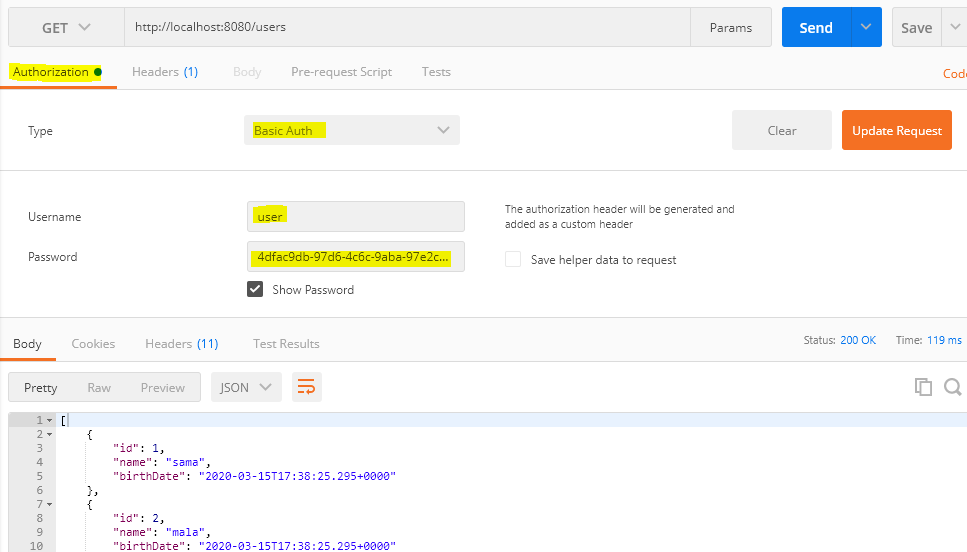 GET http://localhost:8080/users Params Send Save
Authorization Headers (1) Body Pre-request Script Tests Code
Type Basic Auth Clear Update Request
Username user The authorization header will be generated and
added as a custom header
Password 4dfac9db-97d6-4c6c-9aba-97e2c... Save helper data to request
Show Password
Body Cookies Headers (11) Test Results Status: 200 OK Time: 119 ms
Pretty Raw Preview JSON
1 [
2 {
3 "id": 1,
4 "name": "sama",
5 "birthDate": "2020-03-15T17:38:25.295+0000"
6 },
7 {
8 "id": 2,
9 "name": "mala",
10 "birthDate": "2020-03-15T17:38:25.295+0000"